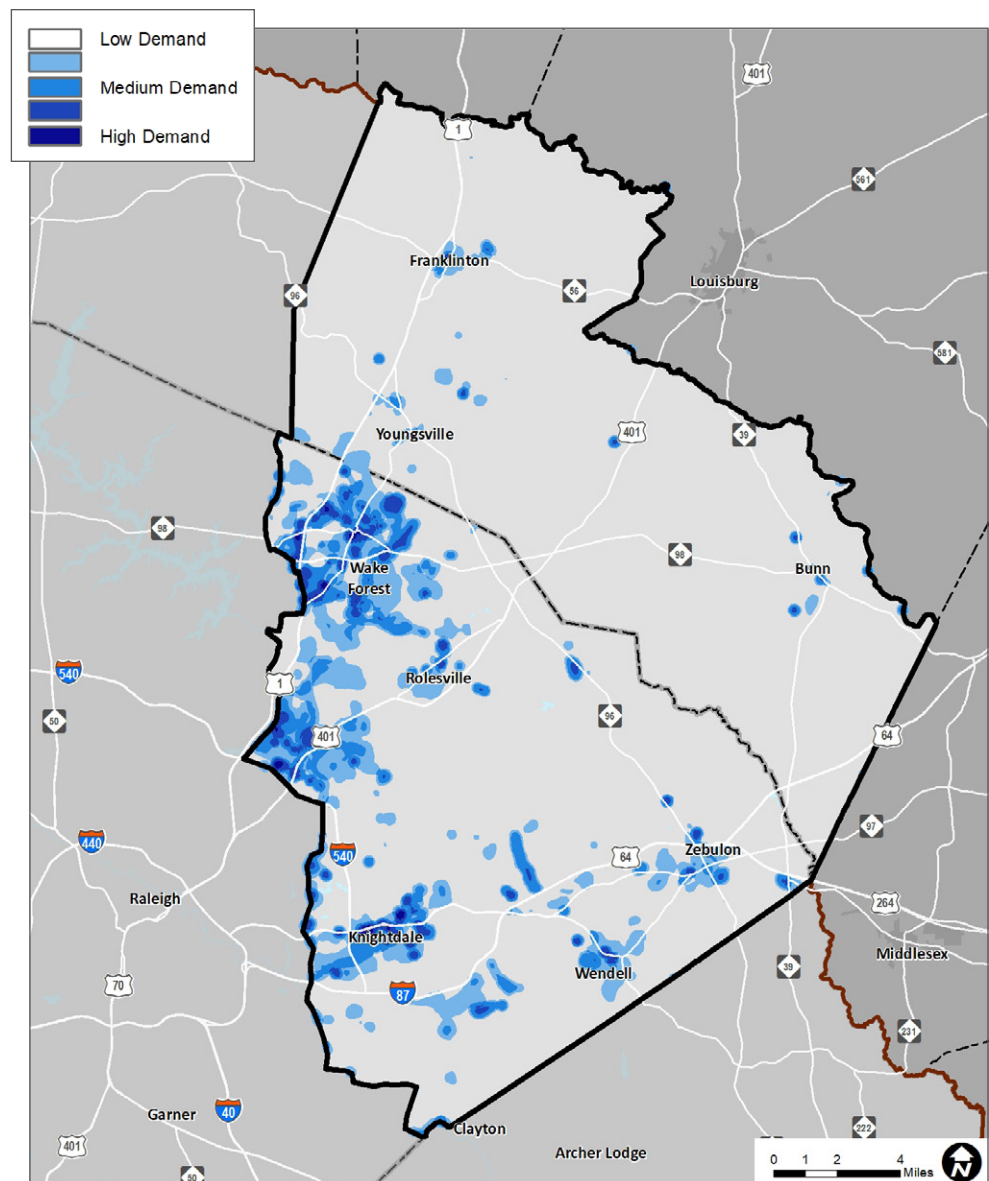 Low Demand
Medium Demand
High Demand
401
1
561
Franklinton
Louisburg
96
56
581
Youngsville
401
39
98
98
Wake
Forest
Bunn
540
1
Rolesville
50
96
401
64
97
440
540
64
Zebulon
Raleigh
264
Knightdale
Middlesex
Wendell
70
87
39
231
40
Garner
Clayton
222
401
Archer Lodge
50
0 1 2 4
Miles
N